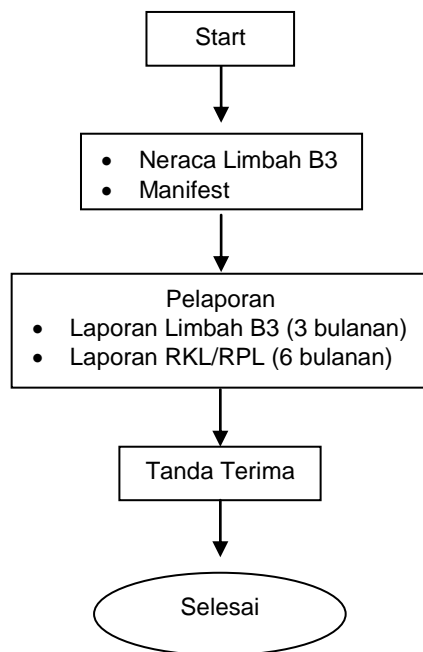 Start
• Neraca Limbah B3
• Manifest
Pelaporan
• Laporan Limbah B3 (3 bulanan)
• Laporan RKL/RPL (6 bulanan)
Tanda Terima
Selesai